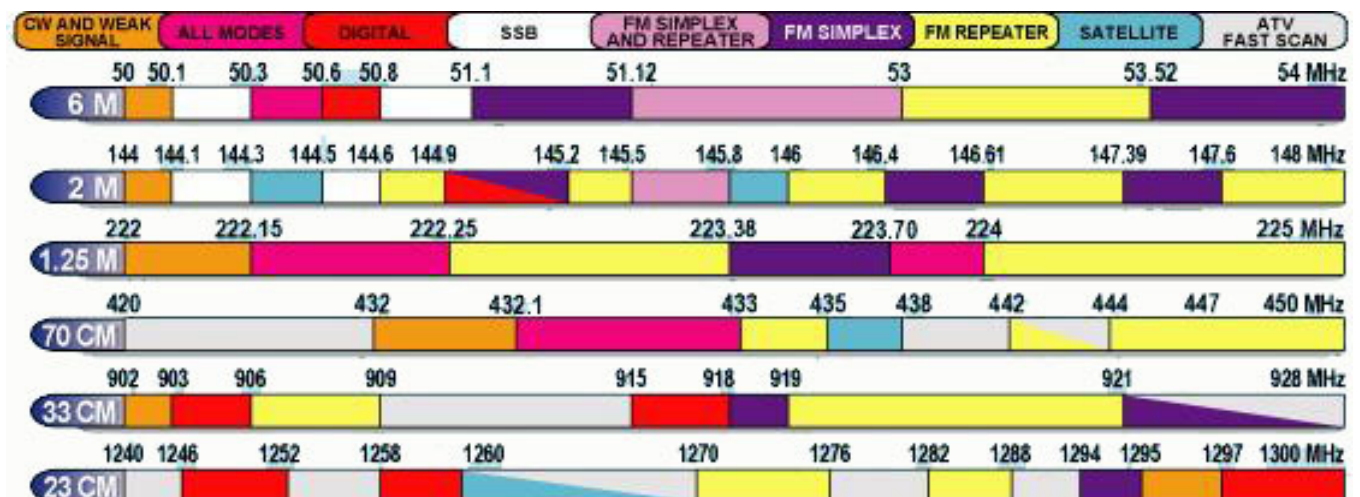 CW AND WEAK SIGNAL ALL MODES DIGITAL SSB FM SIMPLEX AND REPEATER FM SIMPLEX FM REPEATER SATELLITE ATV FAST SCAN
50 50.1 50.3 50.6 50.8 51.1 51.12 53 53.52 54 MHz
6 M
144 144.1 144.3 144.5 144.6 144.9 145.2 145.5 145.8 146 146.4 146.61 147.39 147.6 148 MHz
2 M
222 222.15 222.25 223.38 223.70 224 225 MHz
1.25 M
420 432 432.1 433 435 438 442 444 447 450 MHz
70 CM
902 903 906 909 915 918 919 921 928 MHz
33 CM
1240 1246 1252 1258 1260 1270 1276 1282 1288 1294 1295 1297 1300 MHz
23 CM